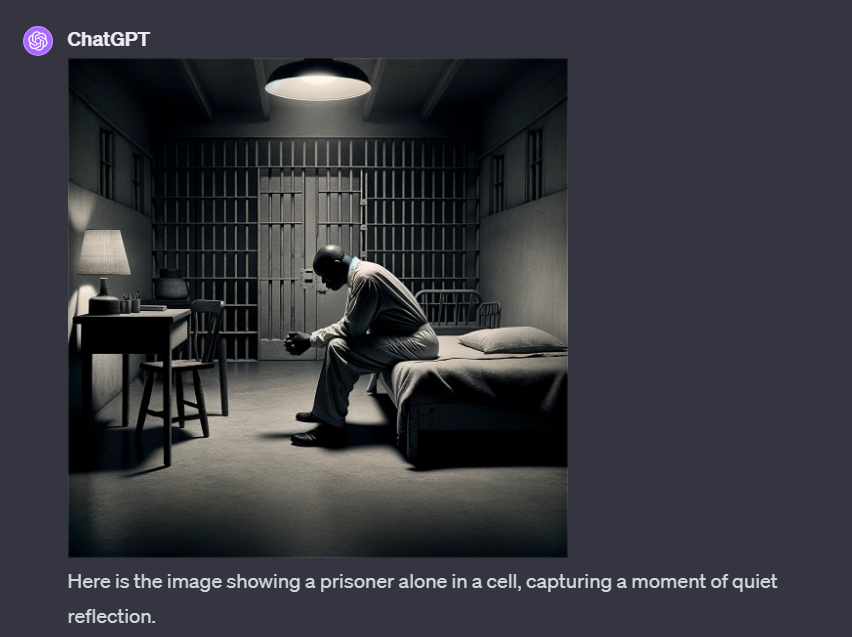 ChatGPT
Here is the image showing a prisoner alone in a cell, capturing a moment of quiet
reflection.